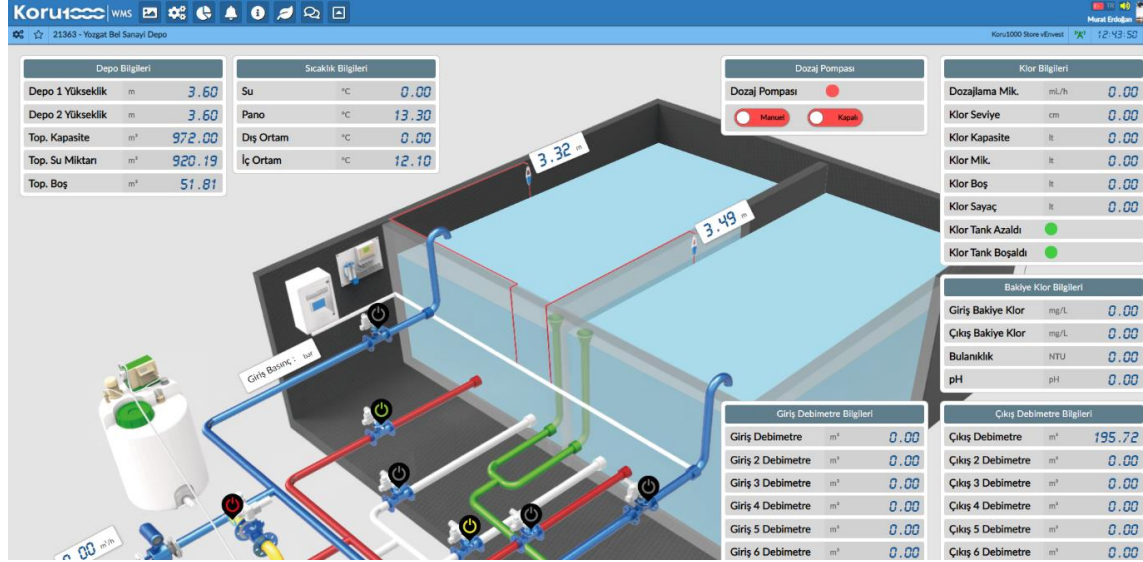 Koru1000 WMS
TR
Murat Erdoğan
21363 - Yozgat Bel Sanayi Depo
Koru1000 Store vEnvest 12:43:50
Depo Bilgileri
Depo 1 Yükseklik m 3.60
Depo 2 Yükseklik m 3.60
Top. Kapasite m³ 972.00
Top. Su Miktarı m³ 920.19
Top. Boş m³ 51.81
Sıcaklık Bilgileri
Su °C 0.00
Pano °C 13.30
Dış Ortam °C 0.00
İç Ortam °C 12.10
Dozaj Pompası
Dozaj Pompası
Manuel Kapalı
Klor Bilgileri
Dozajlama Mik. mL/h 0.00
Klor Seviye cm 0.00
Klor Kapasite lt 0.00
Klor Mik. lt 0.00
Klor Boş lt 0.00
Klor Sayaç lt 0.00
Klor Tank Azaldı
Klor Tank Boşaldı
Bakiye Klor Bilgileri
Giriş Bakiye Klor mg/L 0.00
Çıkış Bakiye Klor mg/L 0.00
Bulanıklık NTU 0.00
pH pH 0.00
3.32 m
3.49 m
Giriş Basınç : bar
0.00 m³/h
Giriş Debimetre Bilgileri
Giriş Debimetre m³ 0.00
Giriş 2 Debimetre m³ 0.00
Giriş 3 Debimetre m³ 0.00
Giriş 4 Debimetre m³ 0.00
Giriş 5 Debimetre m³ 0.00
Giriş 6 Debimetre m³ 0.00
Çıkış Debimetre Bilgileri
Çıkış Debimetre m³ 195.72
Çıkış 2 Debimetre m³ 0.00
Çıkış 3 Debimetre m³ 0.00
Çıkış 4 Debimetre m³ 0.00
Çıkış 5 Debimetre m³ 0.00
Çıkış 6 Debimetre m³ 0.00